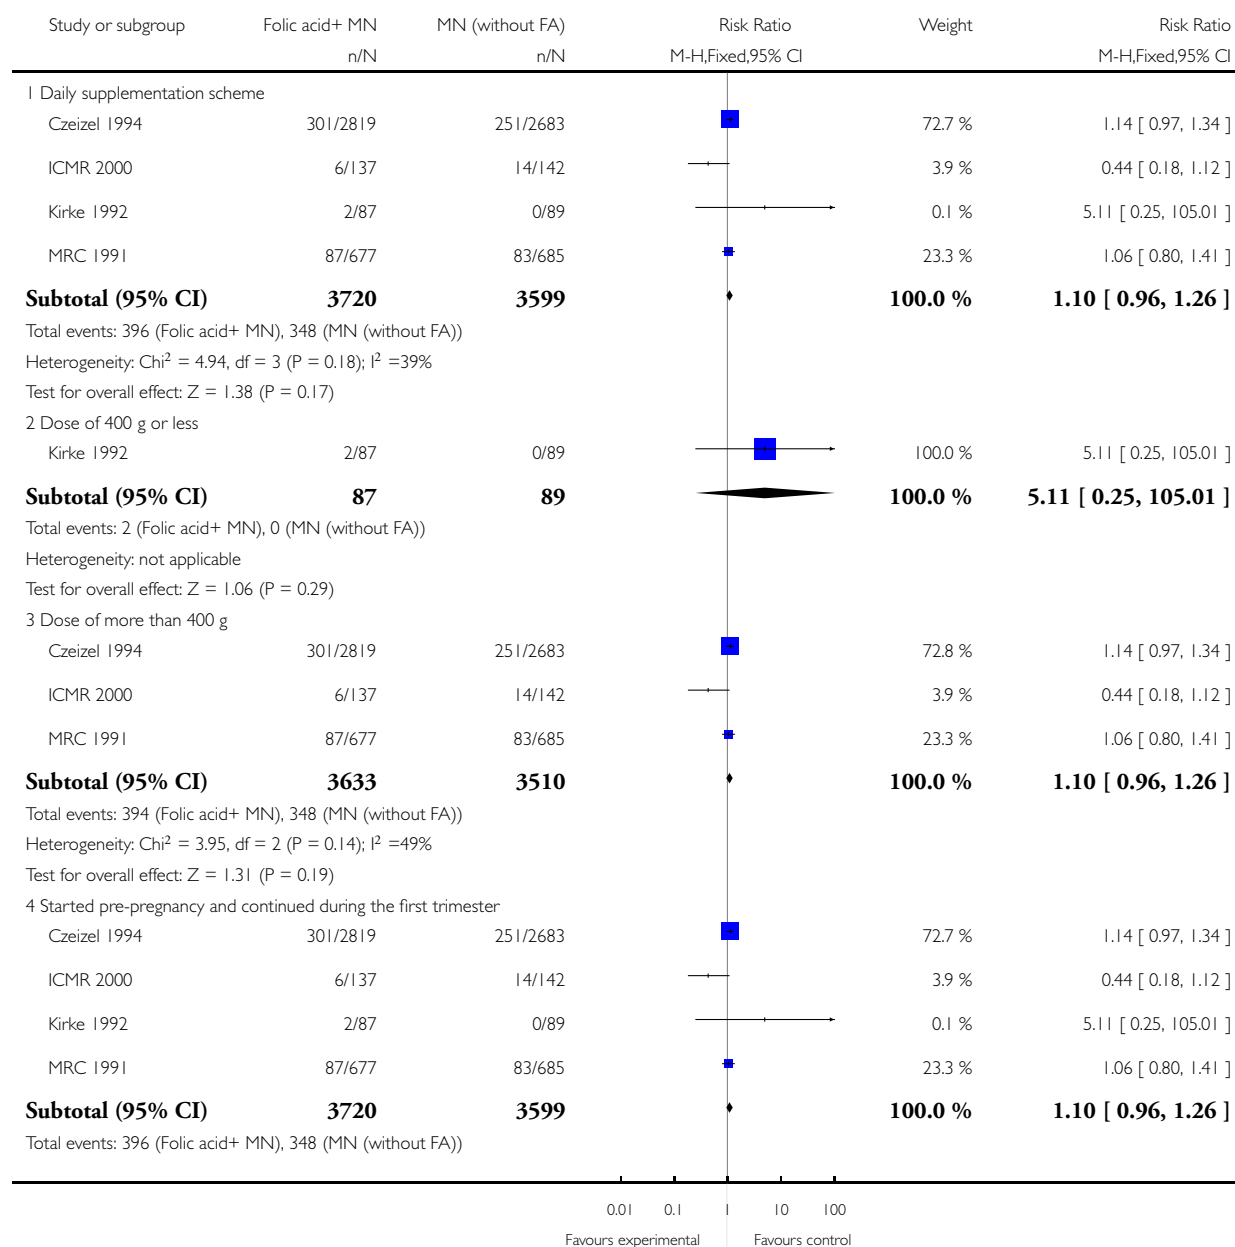 Study or subgroup Folic acid+ MN MN (without FA) Risk Ratio Weight Risk Ratio
n/N n/N M-H,Fixed,95% CI M-H,Fixed,95% CI
1 Daily supplementation scheme
Czeizel 1994 301/2819 251/2683 72.7 % 1.14 [ 0.97, 1.34 ]
ICMR 2000 6/137 14/142 3.9 % 0.44 [ 0.18, 1.12 ]
Kirke 1992 2/87 0/89 0.1 % 5.11 [ 0.25, 105.01 ]
MRC 1991 87/677 83/685 23.3 % 1.06 [ 0.80, 1.41 ]
Subtotal (95% CI) 3720 3599 100.0 % 1.10 [ 0.96, 1.26 ]
Total events: 396 (Folic acid+ MN), 348 (MN (without FA))
Heterogeneity: Chi² = 4.94, df = 3 (P = 0.18); I² =39%
Test for overall effect: Z = 1.38 (P = 0.17)
2 Dose of 400 g or less
Kirke 1992 2/87 0/89 100.0 % 5.11 [ 0.25, 105.01 ]
Subtotal (95% CI) 87 89 100.0 % 5.11 [ 0.25, 105.01 ]
Total events: 2 (Folic acid+ MN), 0 (MN (without FA))
Heterogeneity: not applicable
Test for overall effect: Z = 1.06 (P = 0.29)
3 Dose of more than 400 g
Czeizel 1994 301/2819 251/2683 72.8 % 1.14 [ 0.97, 1.34 ]
ICMR 2000 6/137 14/142 3.9 % 0.44 [ 0.18, 1.12 ]
MRC 1991 87/677 83/685 23.3 % 1.06 [ 0.80, 1.41 ]
Subtotal (95% CI) 3633 3510 100.0 % 1.10 [ 0.96, 1.26 ]
Total events: 394 (Folic acid+ MN), 348 (MN (without FA))
Heterogeneity: Chi² = 3.95, df = 2 (P = 0.14); I² =49%
Test for overall effect: Z = 1.31 (P = 0.19)
4 Started pre-pregnancy and continued during the first trimester
Czeizel 1994 301/2819 251/2683 72.7 % 1.14 [ 0.97, 1.34 ]
ICMR 2000 6/137 14/142 3.9 % 0.44 [ 0.18, 1.12 ]
Kirke 1992 2/87 0/89 0.1 % 5.11 [ 0.25, 105.01 ]
MRC 1991 87/677 83/685 23.3 % 1.06 [ 0.80, 1.41 ]
Subtotal (95% CI) 3720 3599 100.0 % 1.10 [ 0.96, 1.26 ]
Total events: 396 (Folic acid+ MN), 348 (MN (without FA))
0.01 0.1 1 10 100
Favours experimental Favours control